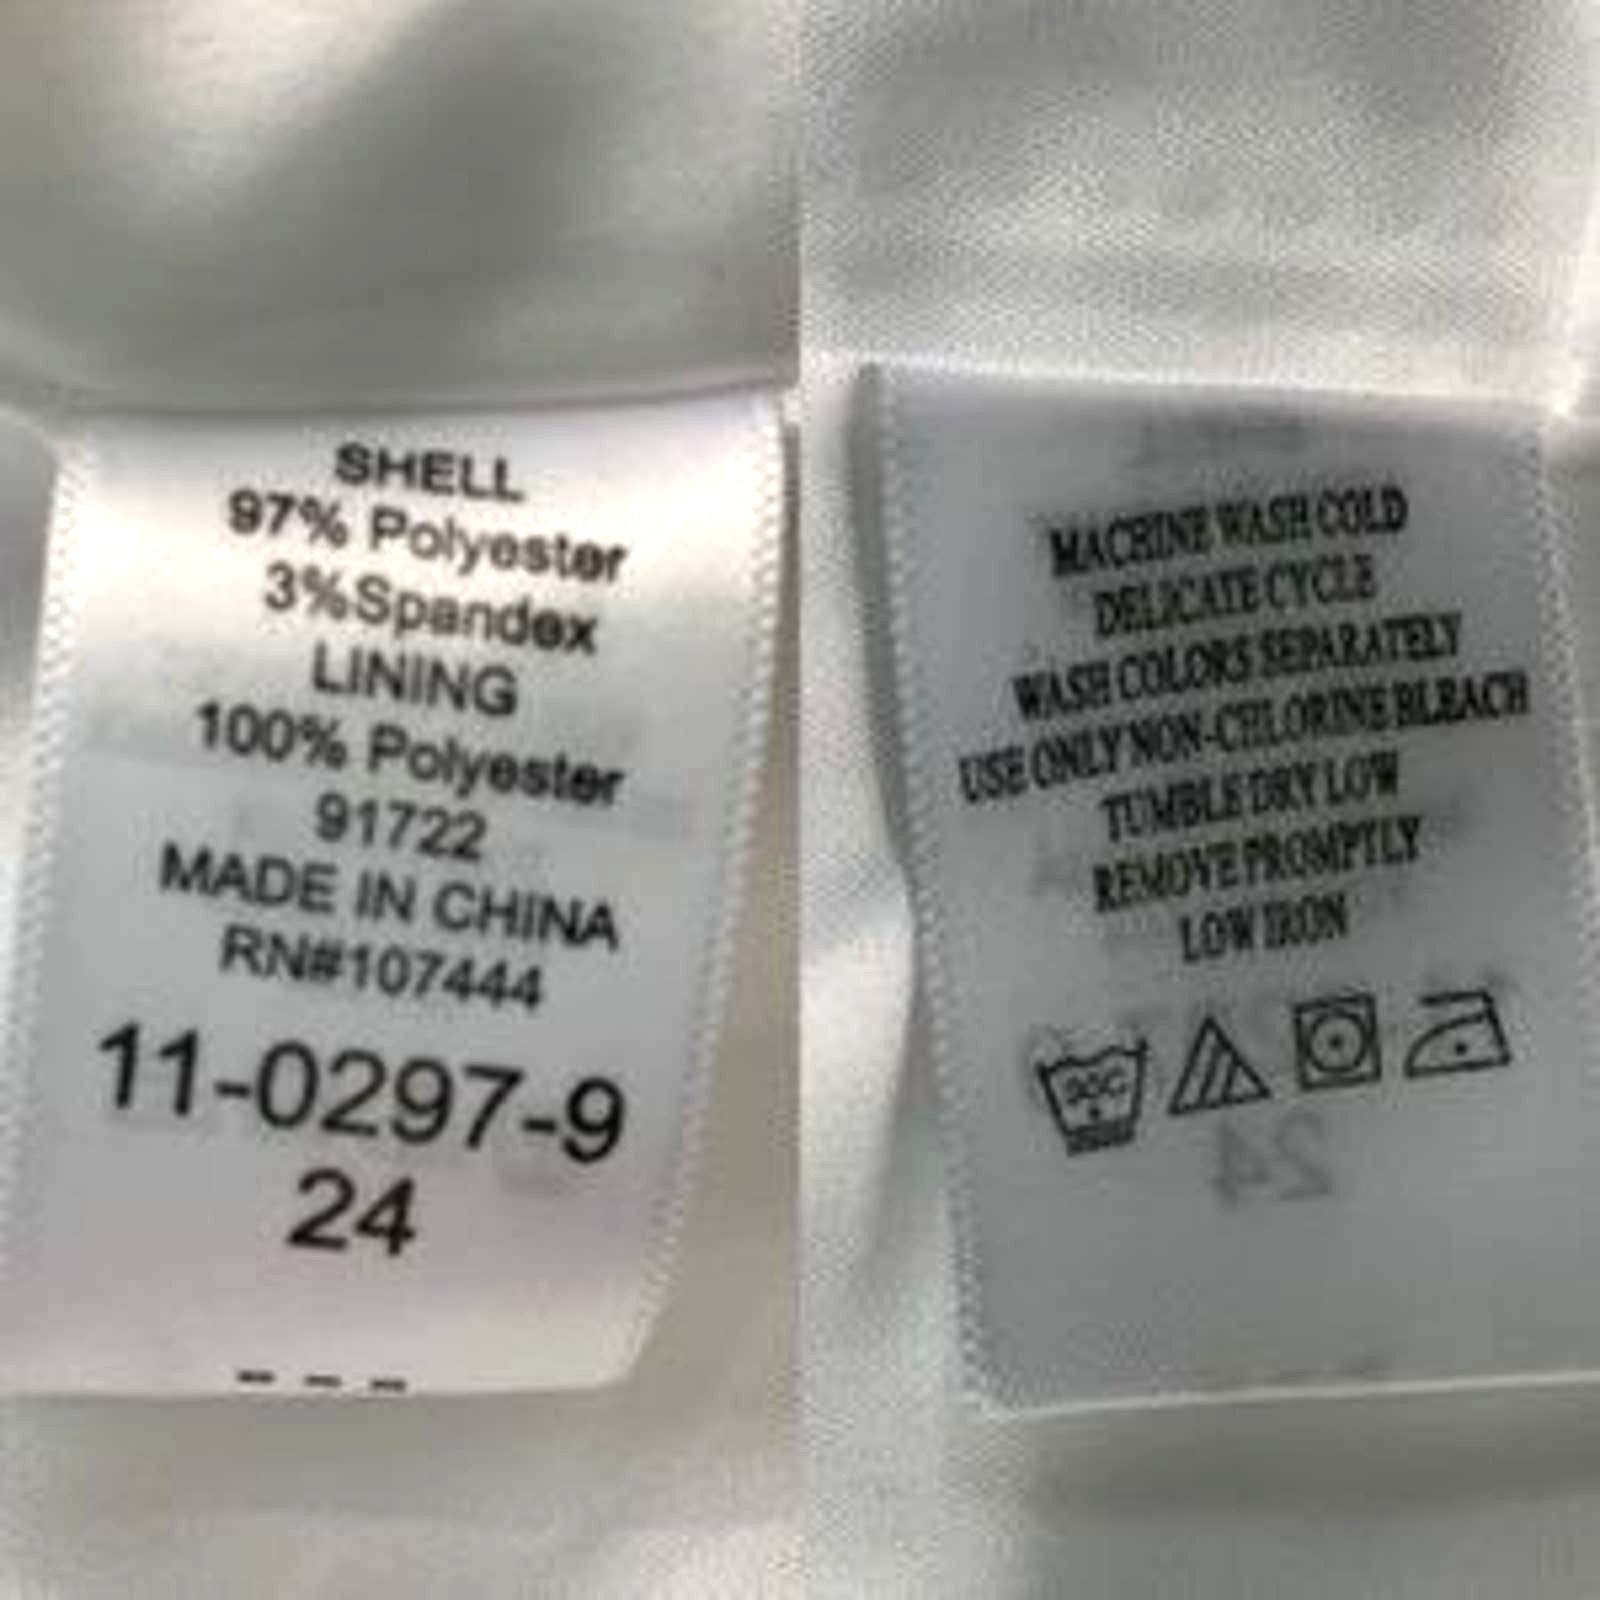 SHELL
97% Polyester
3%Spandex
LINING
100% Polyester
91722
MADE IN CHINA
RN#107444
11-0297-9
24
MACHINE WASH COLD
DELICATE CYCLE
WASH COLORS SEPARATELY
USE ONLY NON-CHLORINE BLEACH
TUMBLE DRY LOW
REMOVE PROMPTLY
LOW IRON
30C